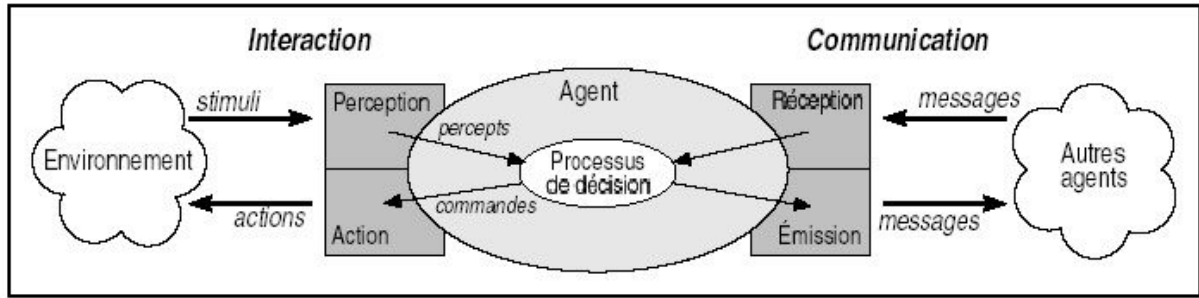 Interaction
Communication
stimuli
Perception
Agent
Réception
messages
percepts
Environnement
Processus
de décision
Autres
agents
actions
commandes
messages
Action
Émission